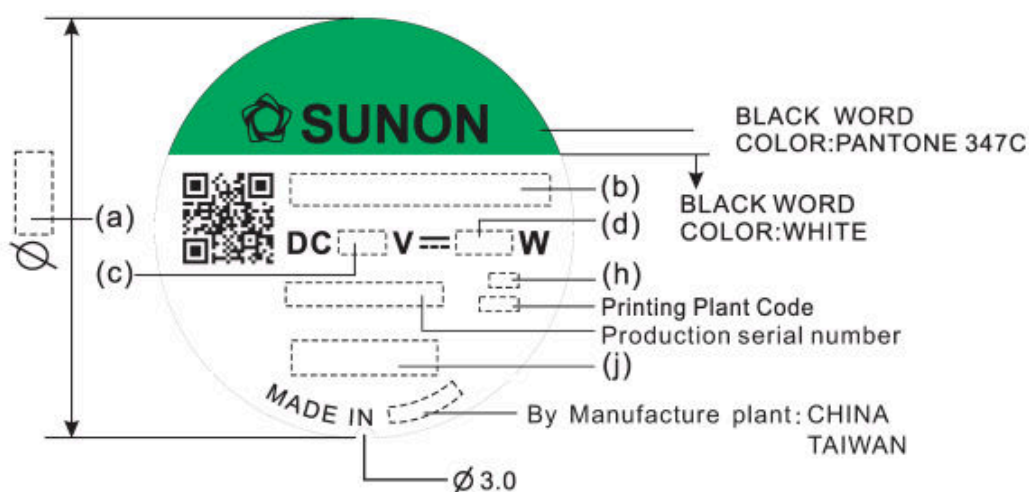 SUNON
BLACK WORD
COLOR:PANTONE 347C
(b)
BLACK WORD
COLOR:WHITE
(a)
Ø
(d)
DC V⎓ W
(c)
(h)
Printing Plant Code
Production serial number
(j)
MADE IN
By Manufacture plant: CHINA
TAIWAN
Ø 3.0